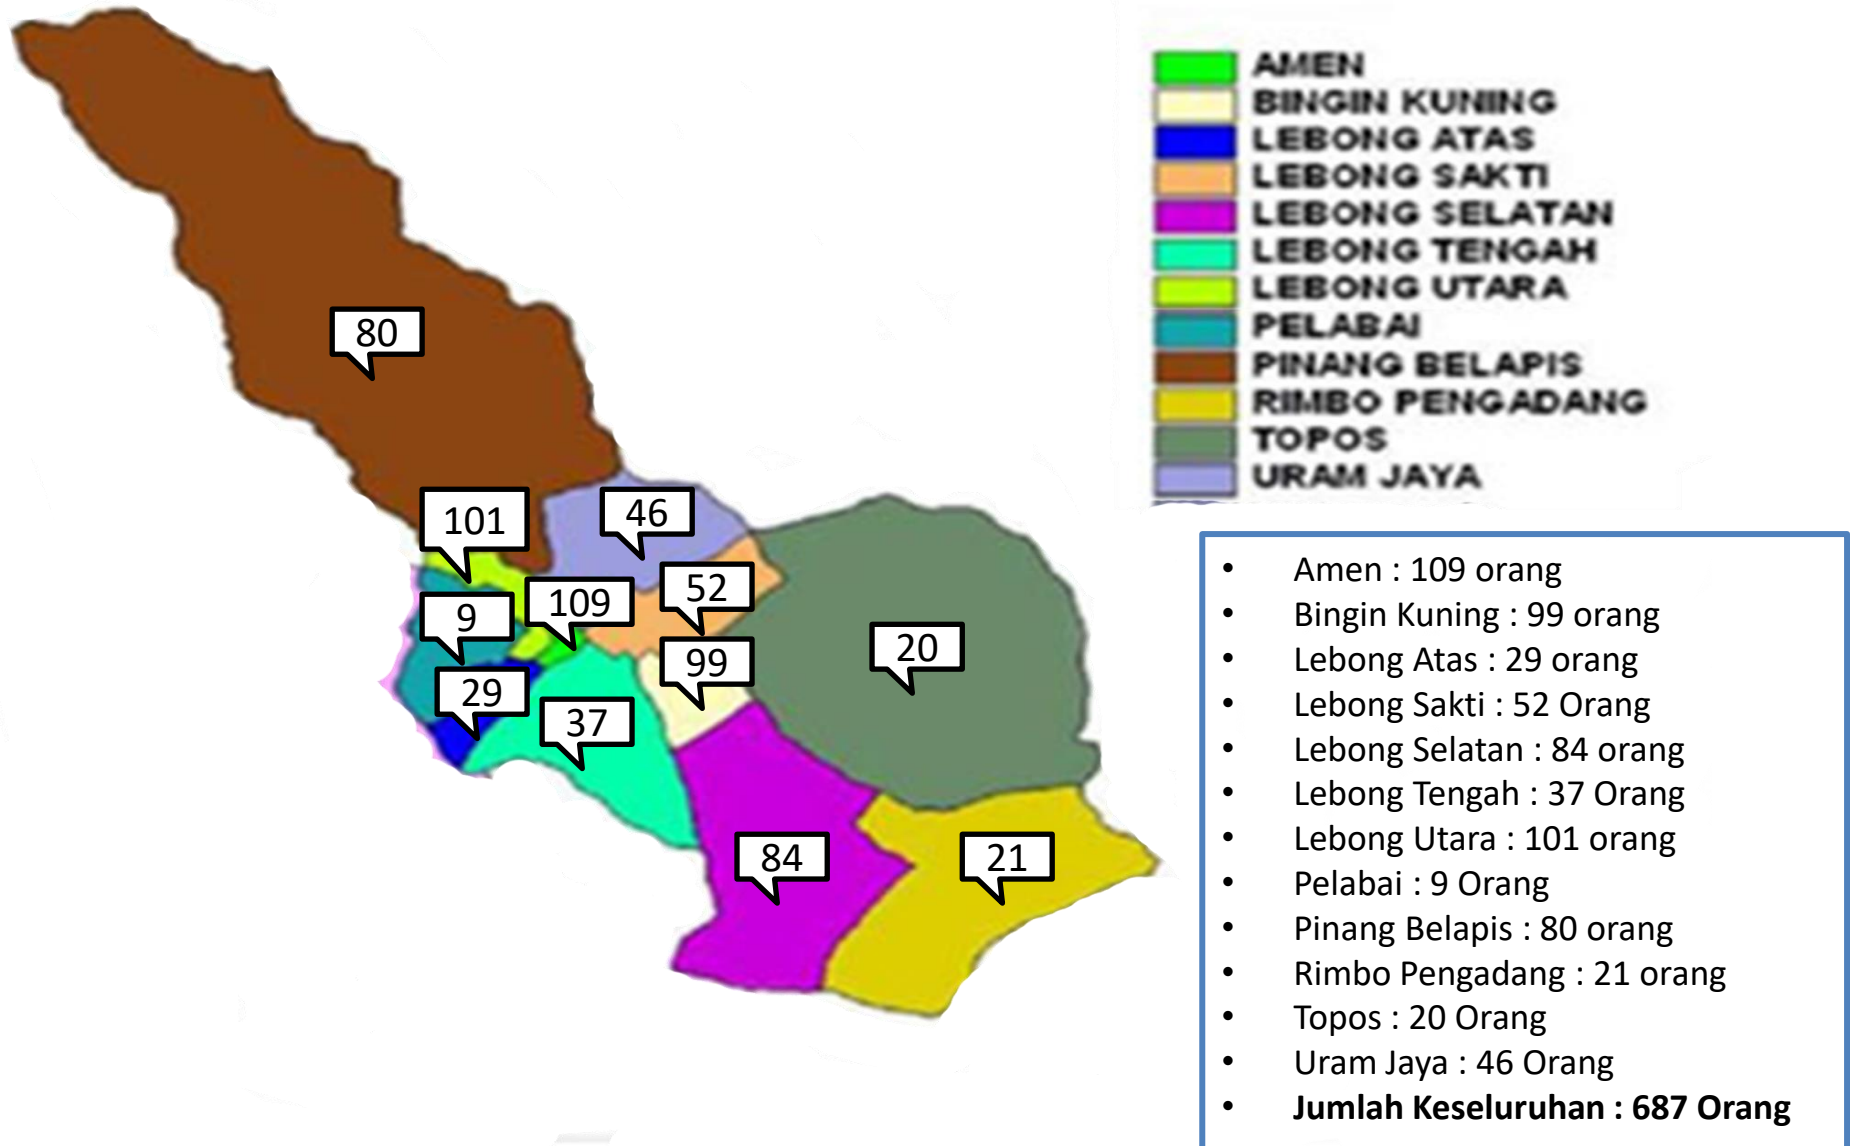 AMEN
BINGIN KUNING
LEBONG ATAS
LEBONG SAKTI
LEBONG SELATAN
LEBONG TENGAH
LEBONG UTARA
PELABAI
PINANG BELAPIS
RIMBO PENGADANG
TOPOS
URAM JAYA
80
101
46
52
109
9
99
20
29
37
84
21
• Amen : 109 orang
• Bingin Kuning : 99 orang
• Lebong Atas : 29 orang
• Lebong Sakti : 52 Orang
• Lebong Selatan : 84 orang
• Lebong Tengah : 37 Orang
• Lebong Utara : 101 orang
• Pelabai : 9 Orang
• Pinang Belapis : 80 orang
• Rimbo Pengadang : 21 orang
• Topos : 20 Orang
• Uram Jaya : 46 Orang
• Jumlah Keseluruhan : 687 Orang